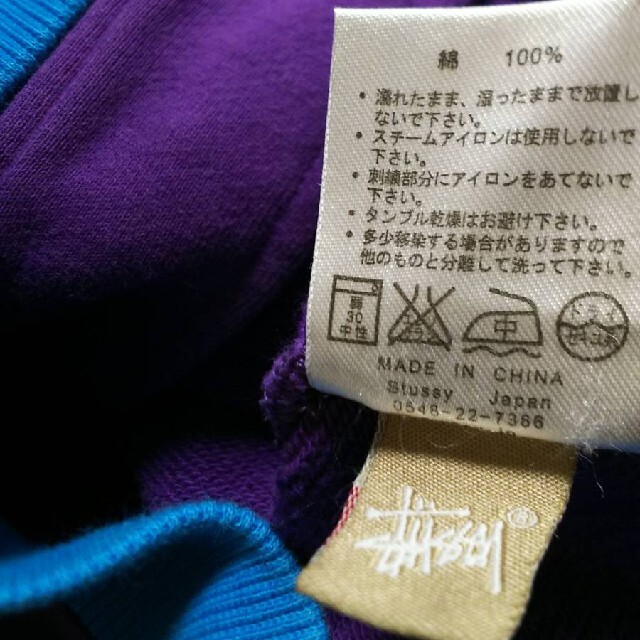 綿 100%
・濡れたまま、湿ったままで放置し
ないで下さい。
・スチームアイロンは使用しないで
下さい。
・刺繍部分にアイロンをあてないで
下さい。
・タンブル乾燥はお避け下さい。
・多少移染する場合がありますので
他のものと分離して洗って下さい。
30
中性
中
MADE IN CHINA
Stussy Japan
0548-22-7366
®